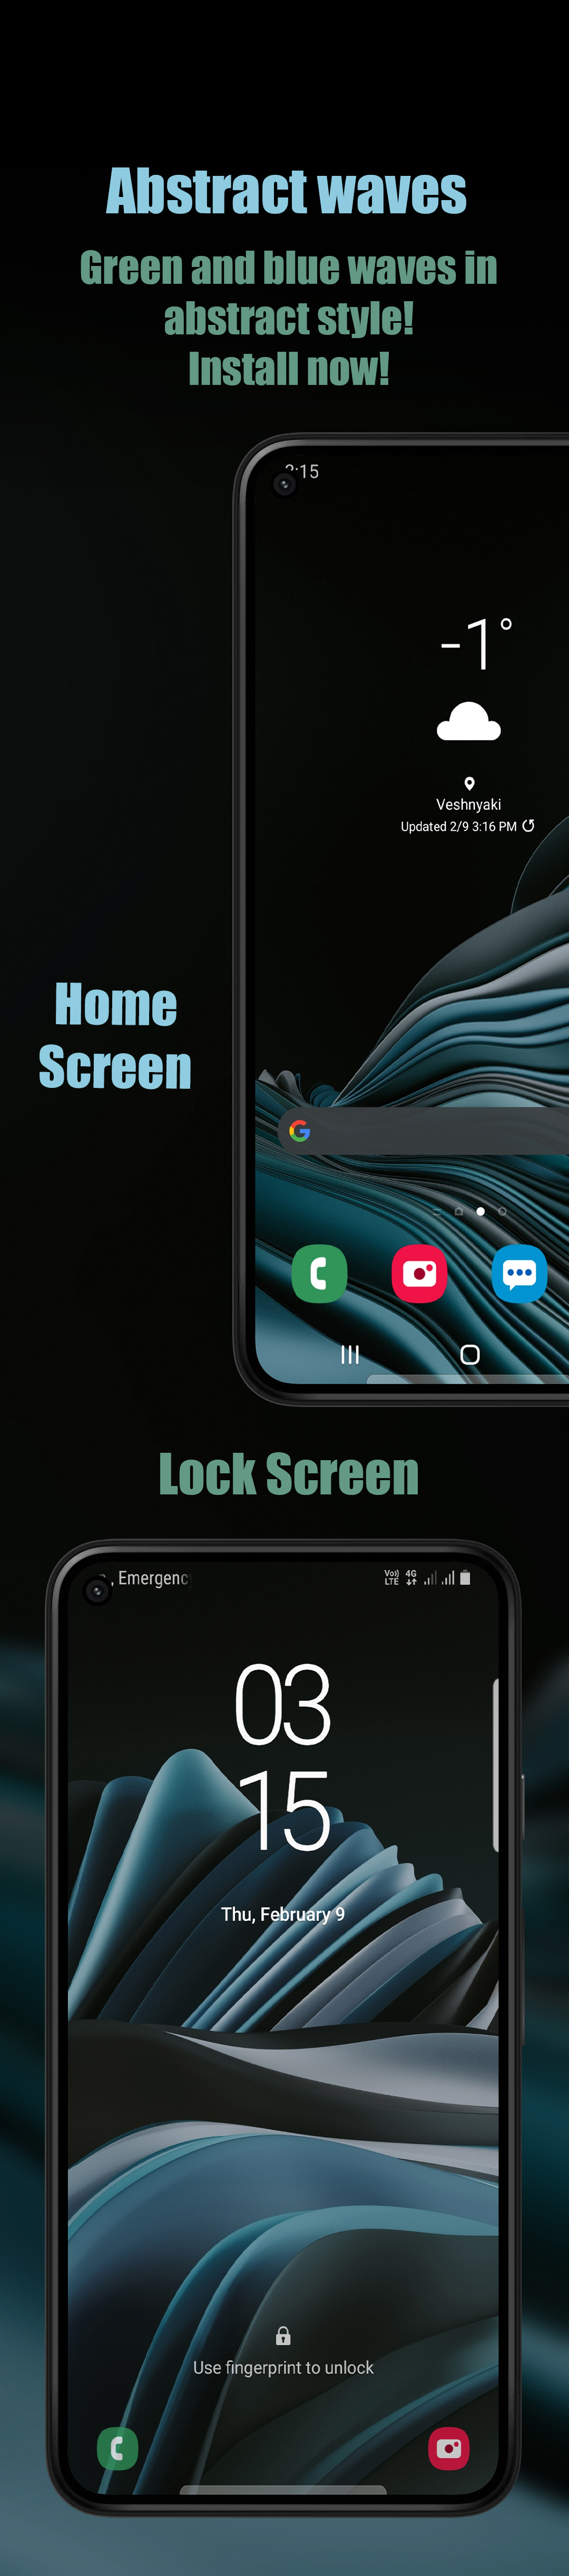 Abstract waves
Green and blue waves in
abstract style!
Install now!
:15
-1°
Veshnyaki
Updated 2/9 3:16 PM
Home
Screen
G
Lock Screen
, Emergenc
Vo)) 4G
LTE
03
15
Thu, February 9
Use fingerprint to unlock